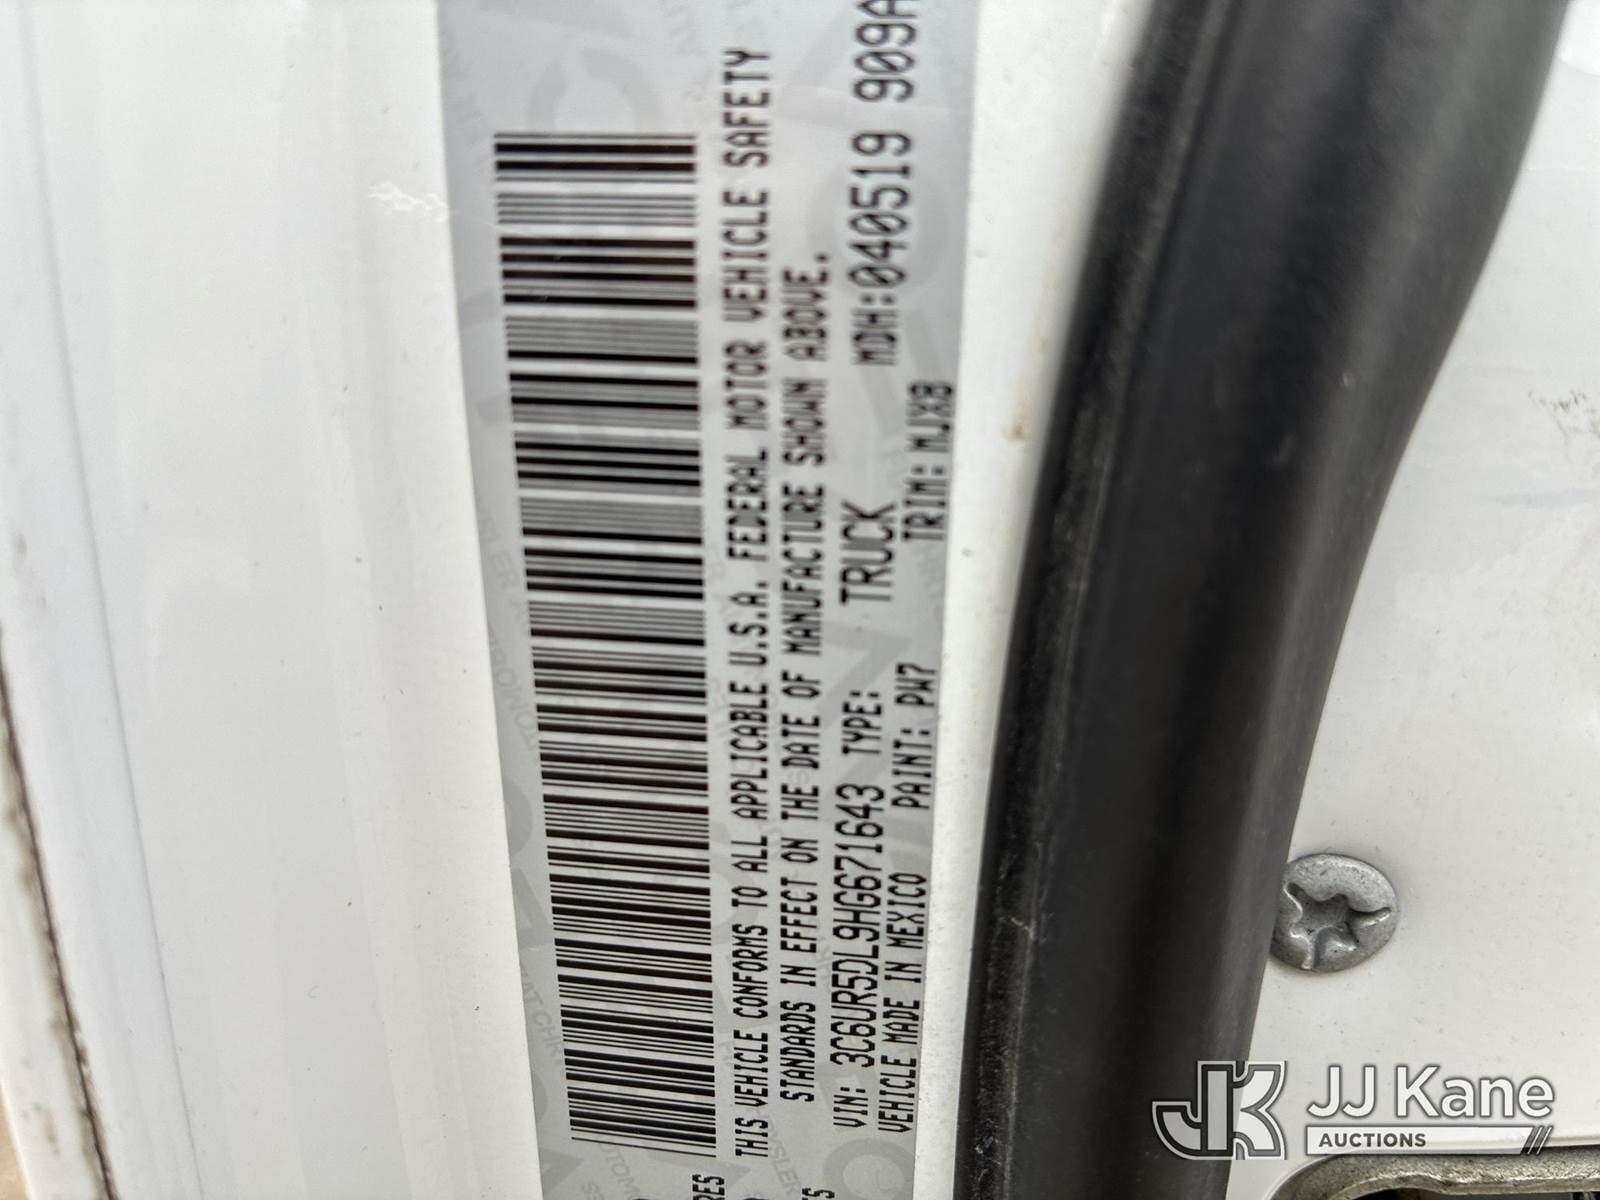 THIS VEHICLE CONFORMS TO ALL APPLICABLE U.S.A. FEDERAL MOTOR VEHICLE SAFETY
STANDARDS IN EFFECT ON THE DATE OF MANUFACTURE SHOWN ABOVE.
VIN: 3C6UR5DL9HG671643 TYPE: TRUCK MDH:040519 909A
VEHICLE MADE IN MEXICO PAINT: PW7 TRIM: MJX8
JK JJ Kane
AUCTIONS